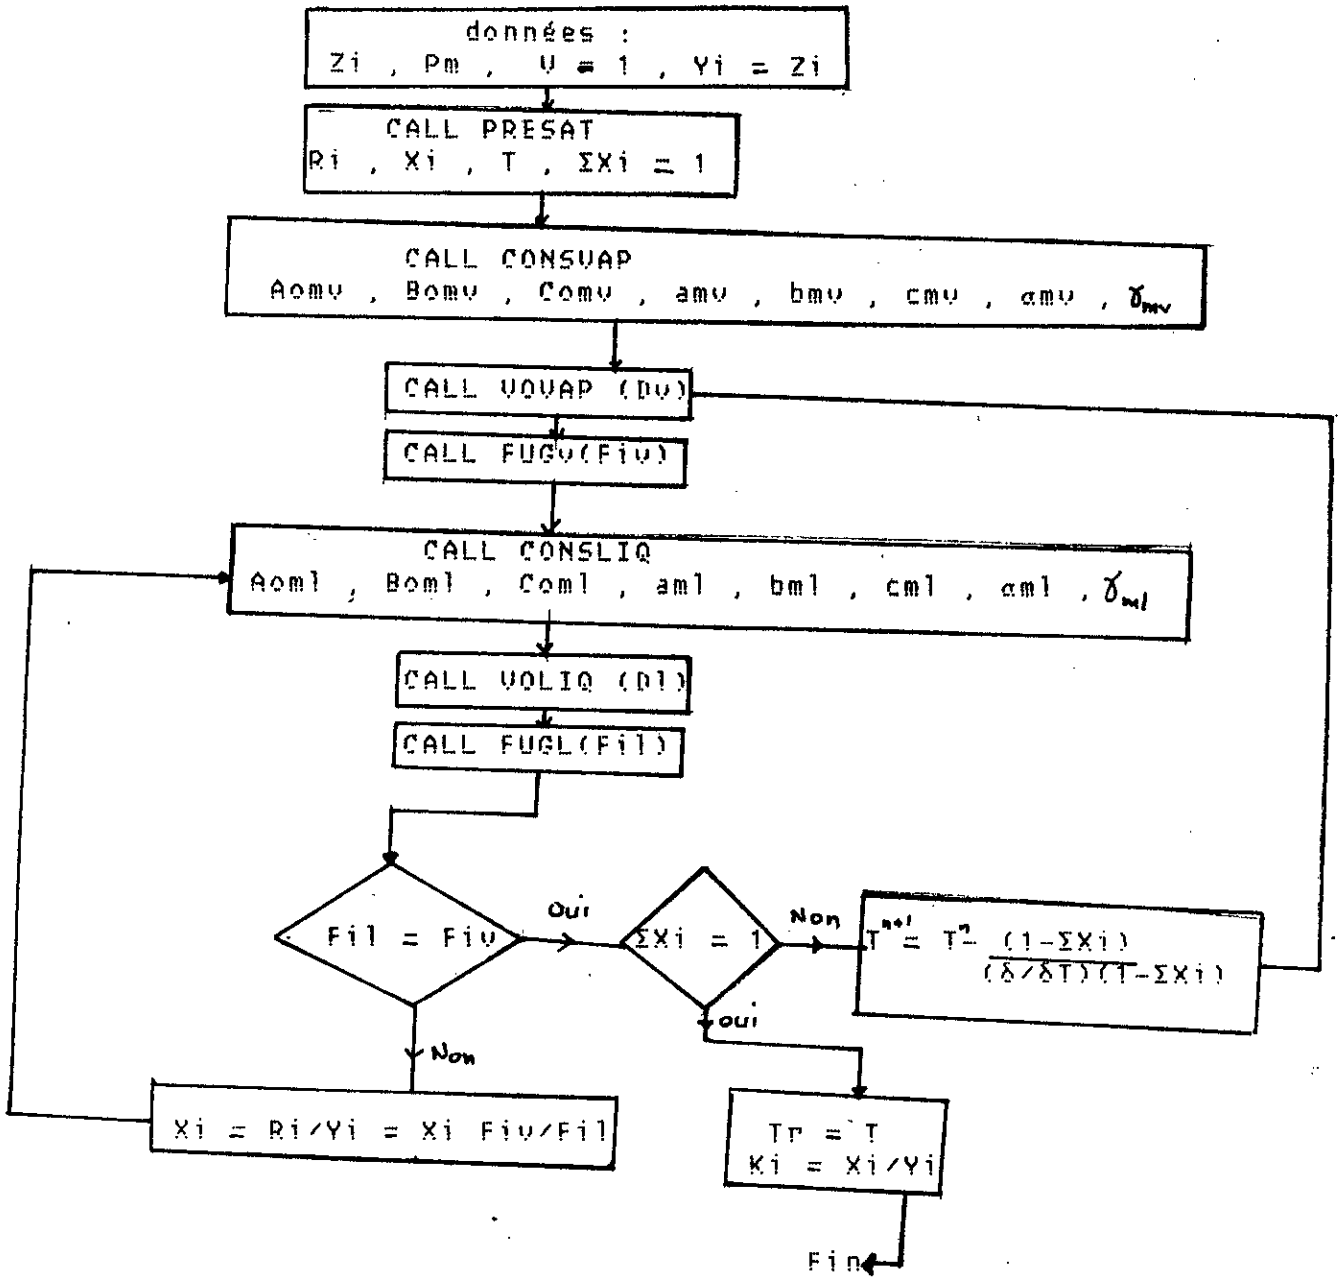 données :
Zi , Pm , V = 1 , Yi = Zi
CALL PRESAT
Ri , Xi , T , ΣXi = 1
CALL CONSVAP
Aomv , Bomv , Comv , amv , bmv , cmv , αmv , γmv
CALL VOVAP (Dv)
CALL FUGv(Fiv)
CALL CONSLIQ
Aoml , Boml , Coml , aml , bml , cml , αml , γml
CALL VOLIQ (Dl)
CALL FUGL(Fil)
Fil = Fiv
Oui
ΣXi = 1
Non
T^n+1 = T^n - (1-ΣXi)
(δ/δT)(1-ΣXi)
oui
Non
Xi = Ri/Yi = Xi Fiv/Fil
Tr = T
Ki = Xi/Yi
Fin